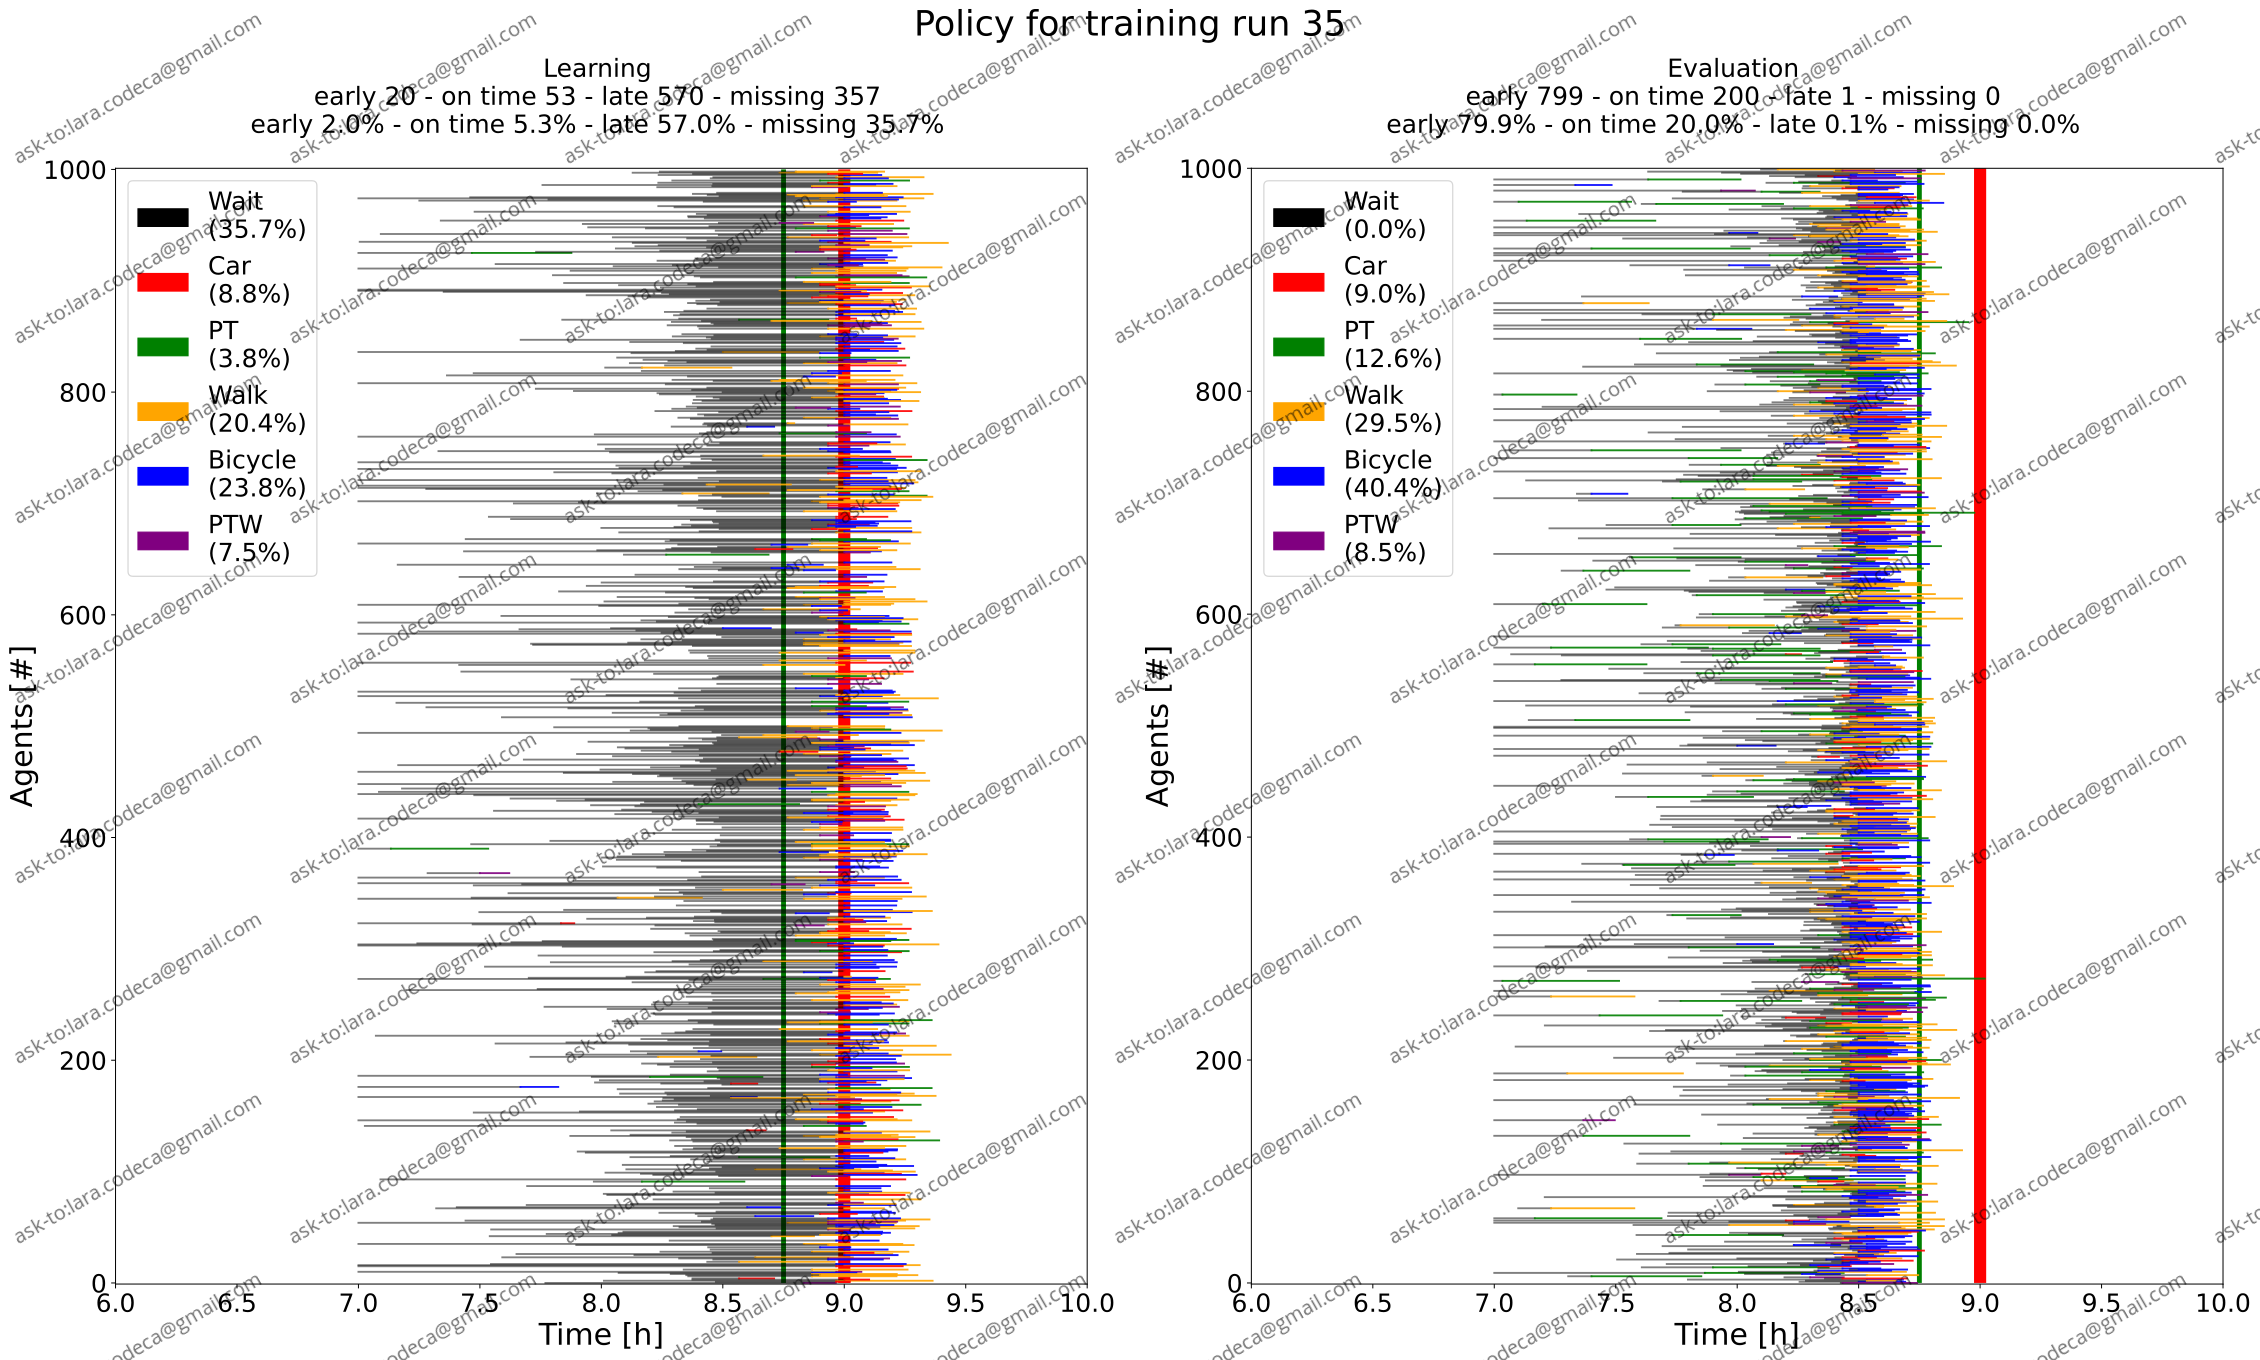 Policy for training run 35
Learning
early 20 - on time 53 - late 570 - missing 357
early 2.0% - on time 5.3% - late 57.0% - missing 35.7%
Evaluation
early 799 - on time 200 - late 1 - missing 0
early 79.9% - on time 20.0% - late 0.1% - missing 0.0%
Agents [#]
1000
800
600
400
200
0
Wait
(35.7%)
Car
(8.8%)
PT
(3.8%)
Walk
(20.4%)
Bicycle
(23.8%)
PTW
(7.5%)
6.0 6.5 7.0 7.5 8.0 8.5 9.0 9.5 10.0
Time [h]
Agents [#]
1000
800
600
400
200
0
Wait
(0.0%)
Car
(9.0%)
PT
(12.6%)
Walk
(29.5%)
Bicycle
(40.4%)
PTW
(8.5%)
6.0 6.5 7.0 7.5 8.0 8.5 9.0 9.5 10.0
Time [h]
ask-to:lara.codeca@gmail.com